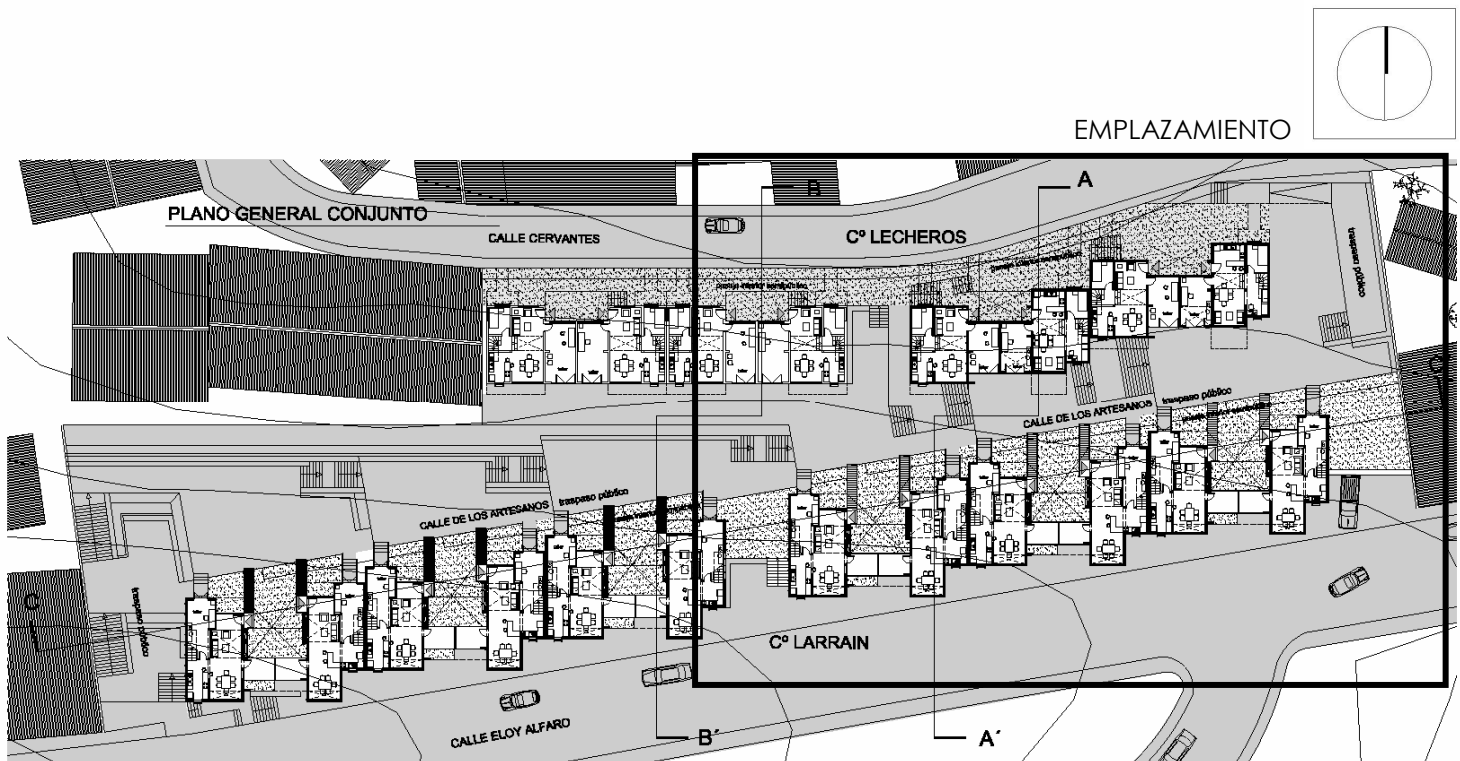 EMPLAZAMIENTO
PLANO GENERAL CONJUNTO
CALLE CERVANTES
Cº LECHEROS
B
A
traspaso público
CALLE DE LOS ARTESANOS traspaso público
CALLE DE LOS ARTESANOS traspaso público
C
traspaso público
Cº LARRAIN
CALLE ELOY ALFARO
B´
A´